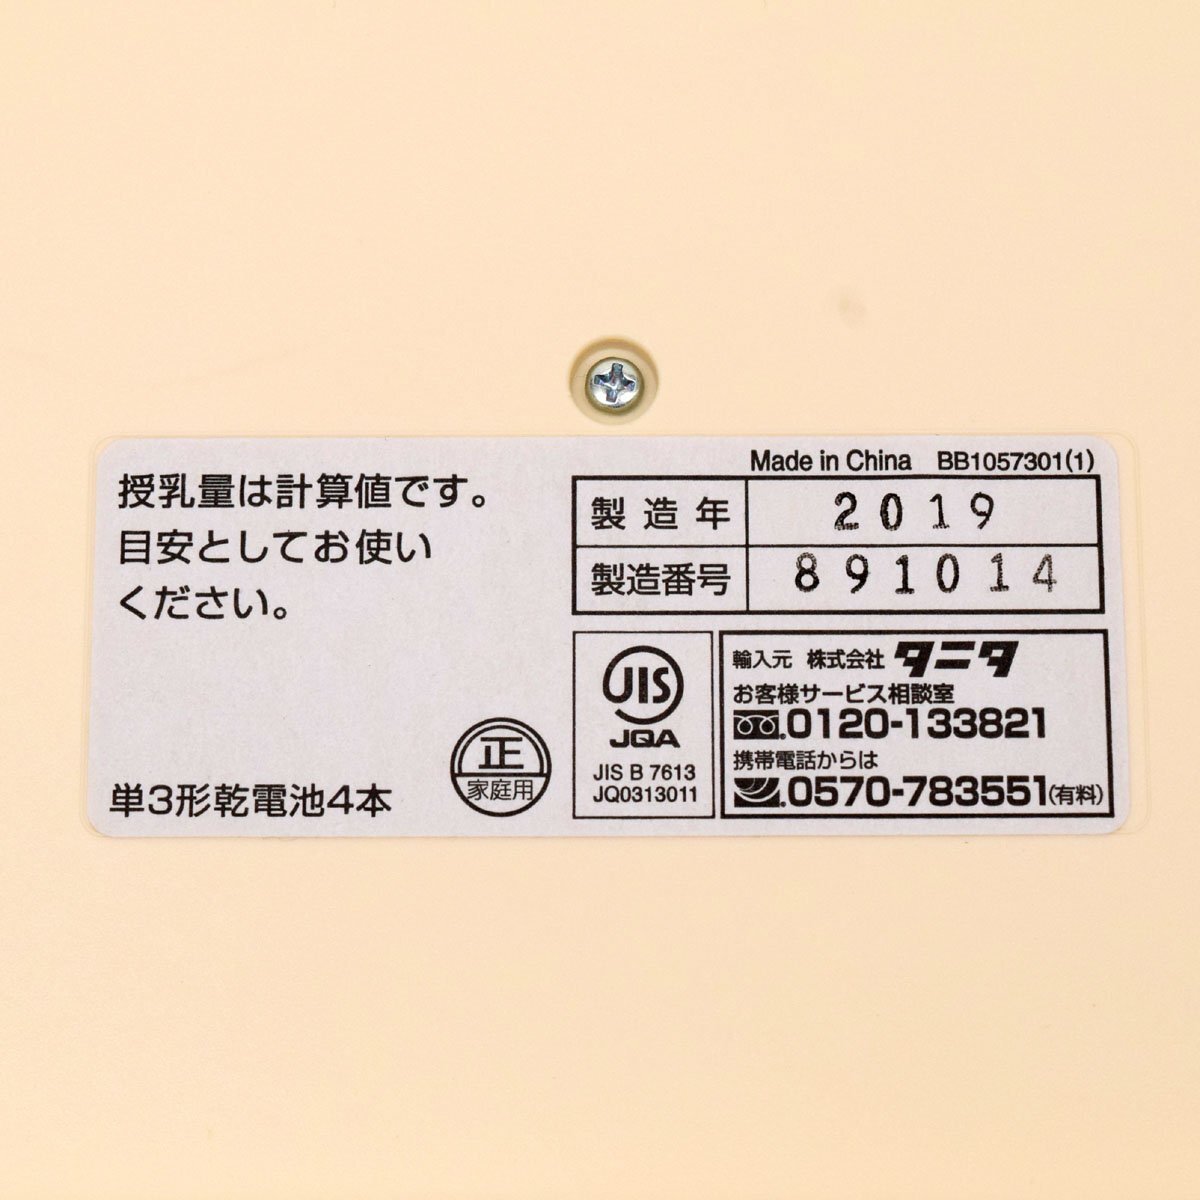 授乳量は計算値です。
目安としてお使い
ください。
単3形乾電池4本
正
家庭用
Made in China BB1057301(1)
製造年 2019
製造番号 891014
JIS
JQA
JIS B 7613
JQ0313011
輸入元 株式会社 タニタ
お客様サービス相談室
0120-133821
携帯電話からは
0570-783551(有料)